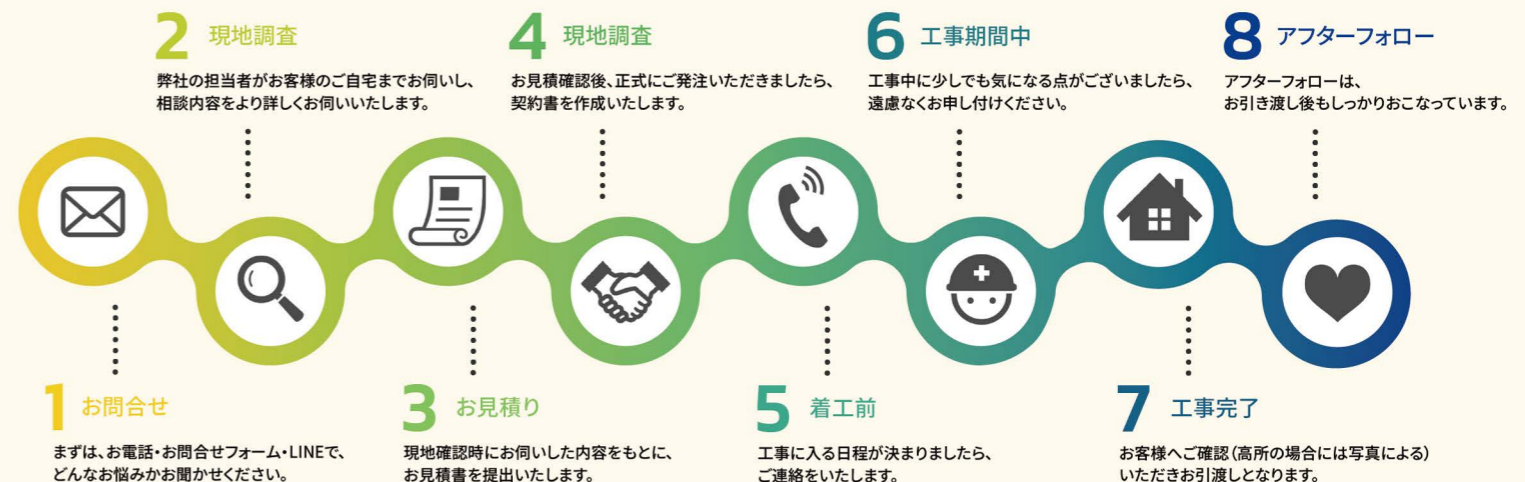 1 お問合せ
まずは、お電話・お問合せフォーム・LINEで、
どんなお悩みかお聞かせください。
2 現地調査
弊社の担当者がお客様のご自宅までお伺いし、
相談内容をより詳しくお伺いいたします。
3 お見積り
現地確認時にお伺いした内容をもとに、
お見積書を提出いたします。
4 現地調査
お見積確認後、正式にご発注いただきましたら、
契約書を作成いたします。
5 着工前
工事に入る日程が決まりましたら、
ご連絡をいたします。
6 工事期間中
工事中に少しでも気になる点がございましたら、
遠慮なくお申し付けください。
7 工事完了
お客様へご確認（高所の場合には写真による）
いただきお引渡しとなります。
8 アフターフォロー
アフターフォローは、
お引き渡し後もしっかりおこなっています。